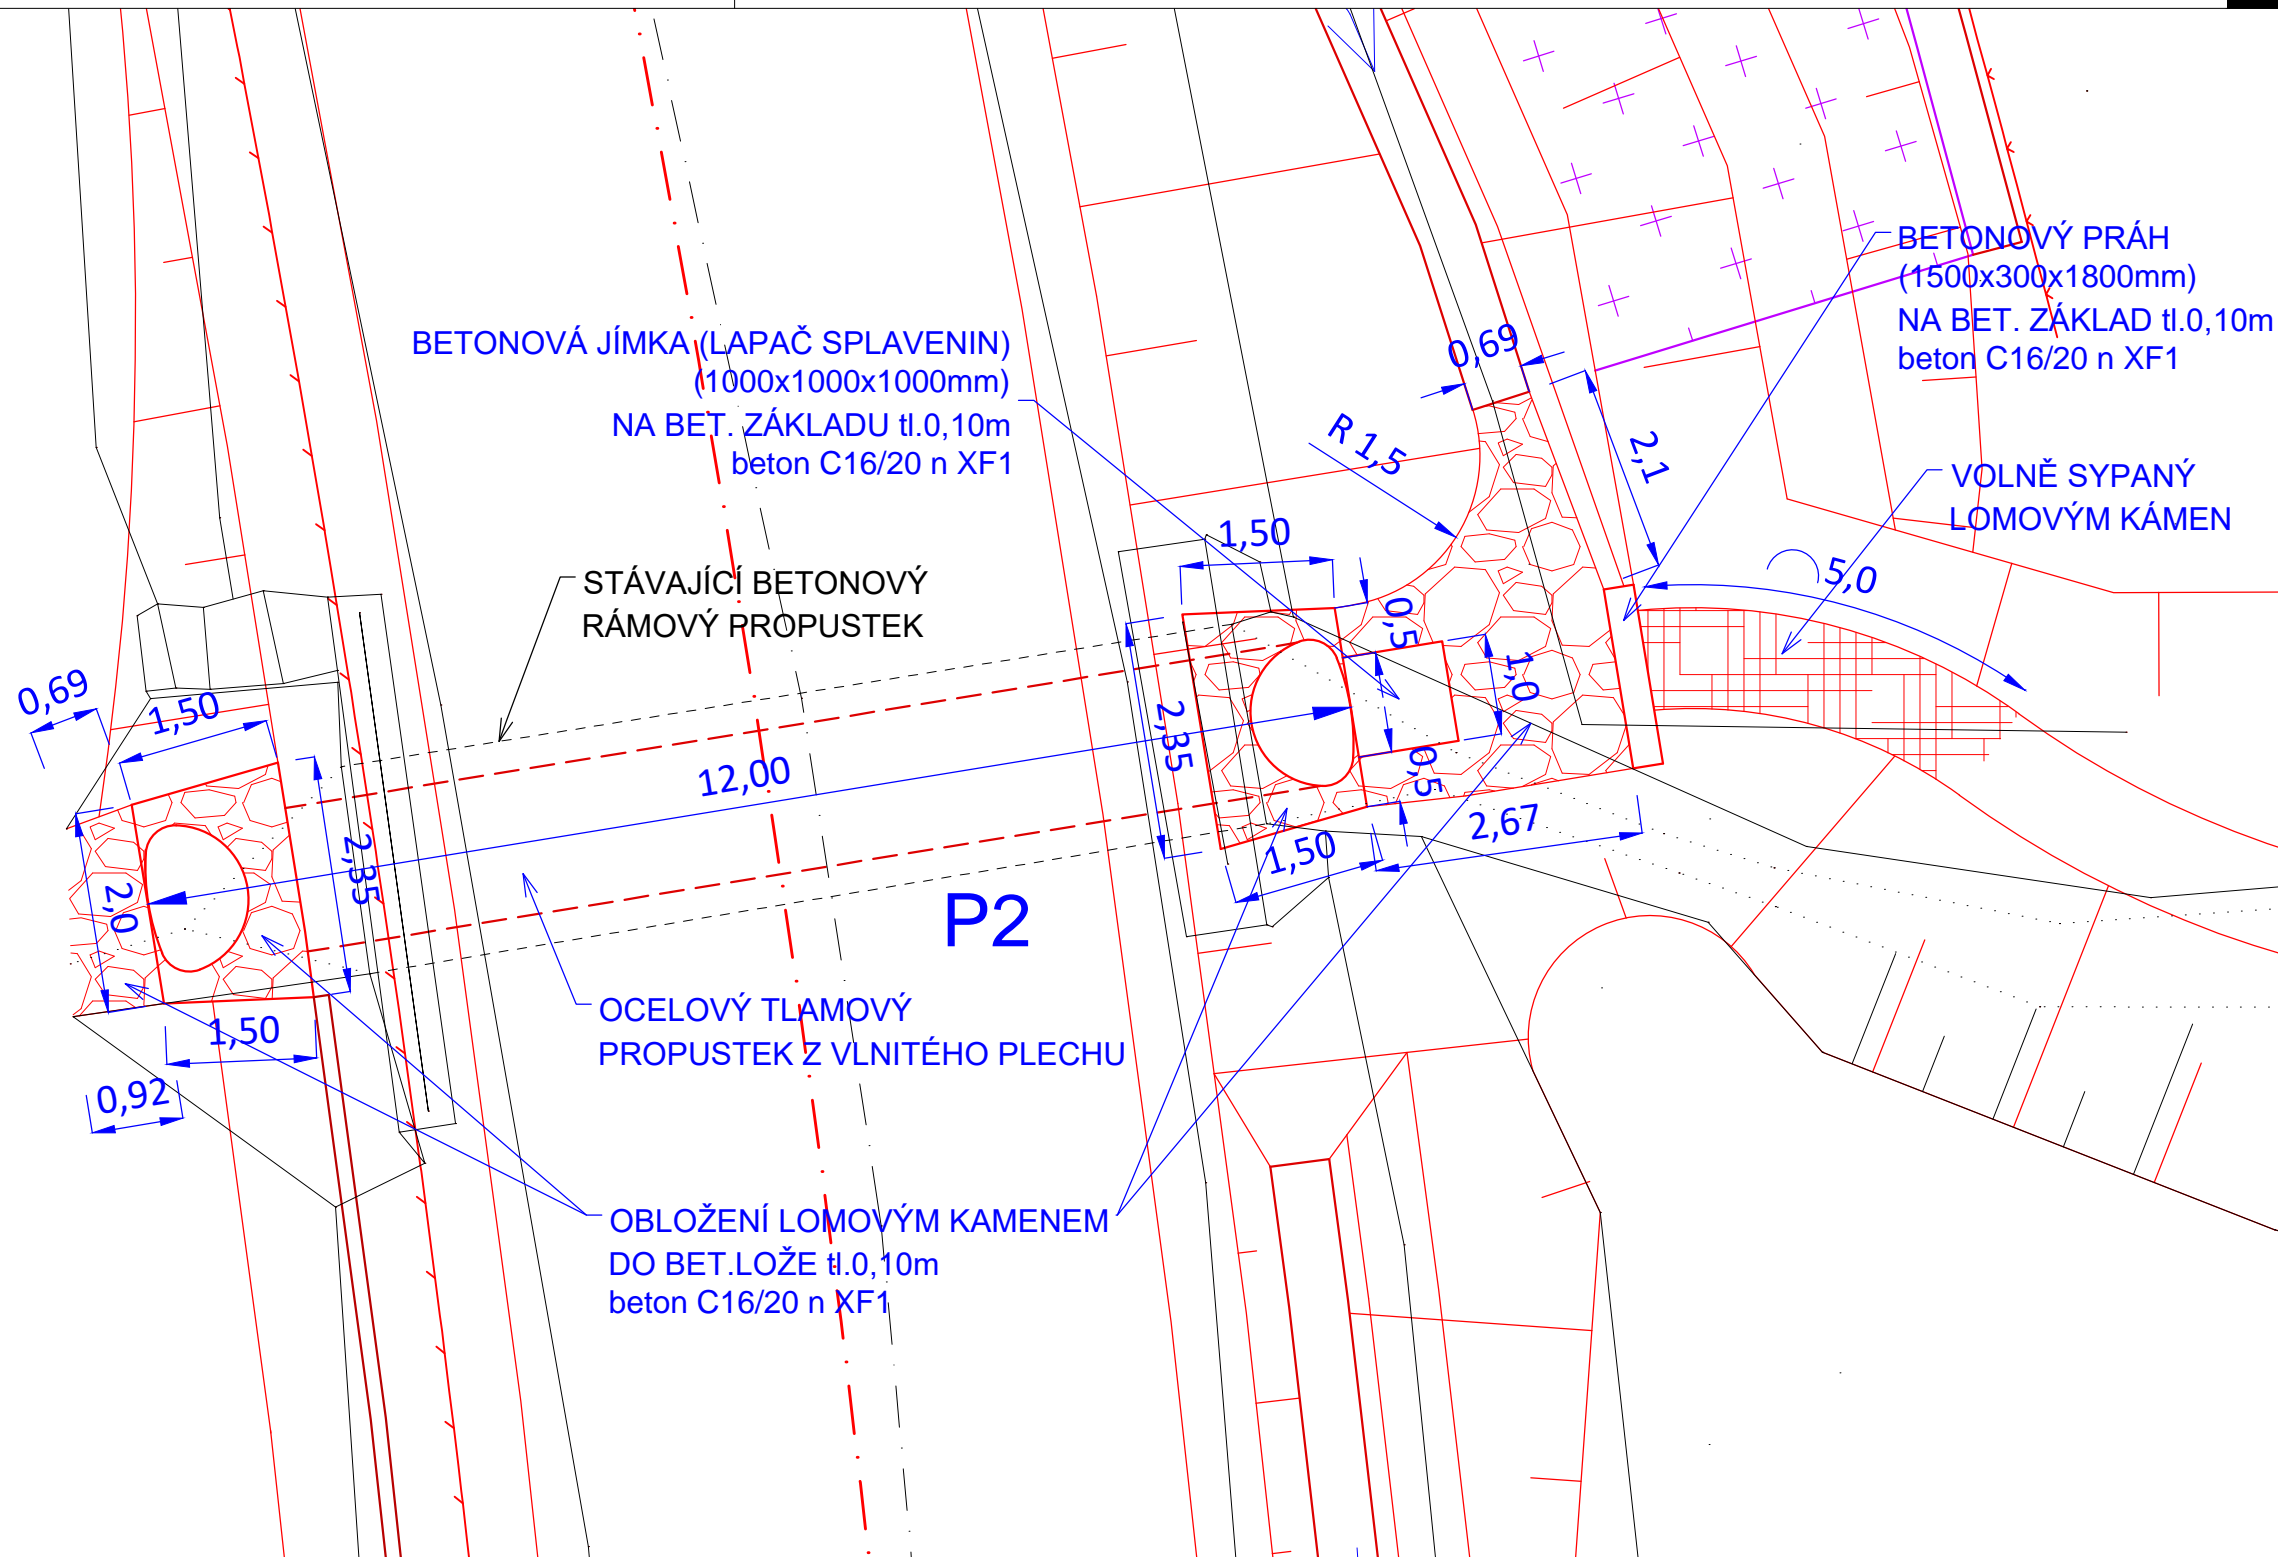 BETONOVÝ PRÁH
(1500x300x1800mm)
NA BET. ZÁKLAD tl.0,10m
beton C16/20 n XF1
BETONOVÁ JÍMKA (LAPAČ SPLAVENIN)
(1000x1000x1000mm)
NA BET. ZÁKLADU tl.0,10m
beton C16/20 n XF1
0,69
R 1,5
2,1
VOLNĚ SYPANÝ
LOMOVÝM KÁMEN
1,50
5,0
STÁVAJÍCÍ BETONOVÝ
RÁMOVÝ PROPUSTEK
0,5
1,0
0,69
1,50
2,35
12,00
0,5
2,67
1,50
2,35
2,0
P2
OCELOVÝ TLAMOVÝ
PROPUSTEK Z VLNITÉHO PLECHU
1,50
0,92
OBLOŽENÍ LOMOVÝM KAMENEM
DO BET.LOŽE tl.0,10m
beton C16/20 n XF1